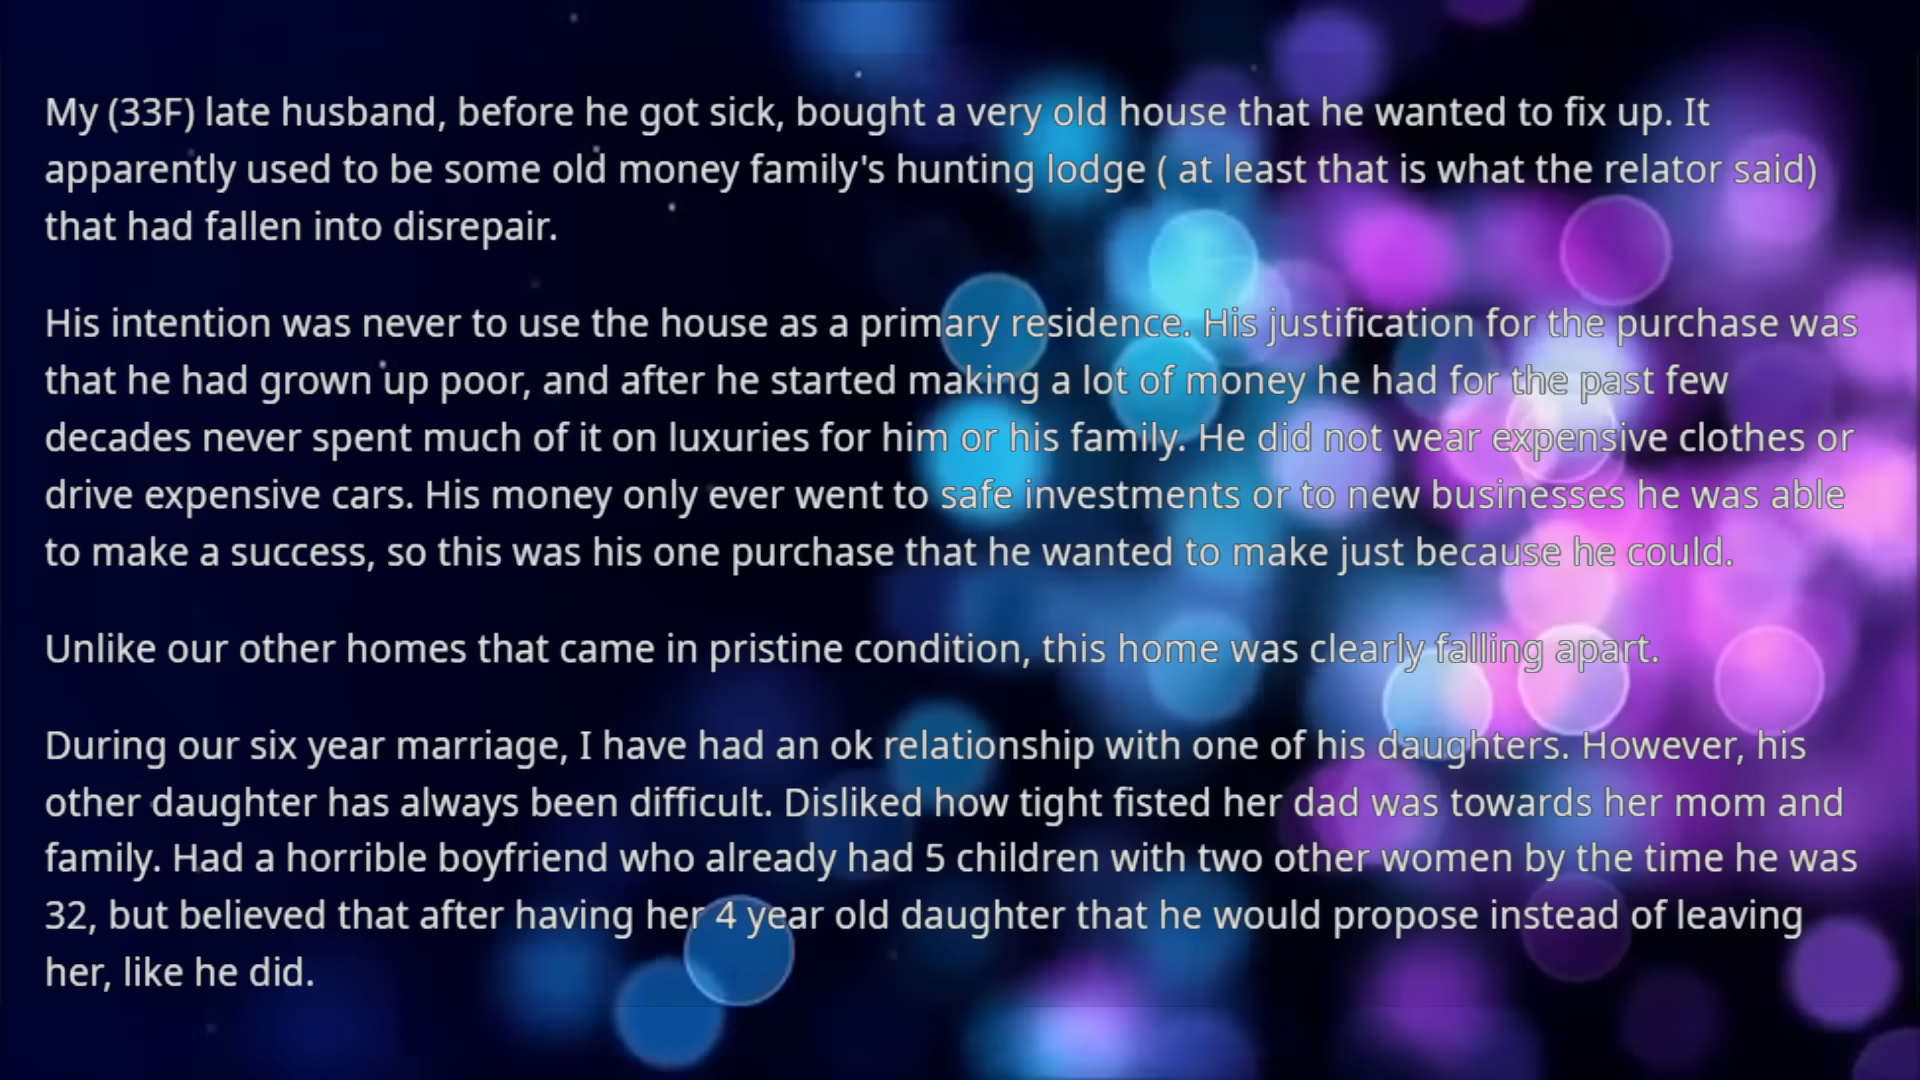 My (33F) late husband, before he got sick, bought a very old house that he wanted to fix up. It
apparently used to be some old money family's hunting lodge ( at least that is what the relator said)
that had fallen into disrepair.
His intention was never to use the house as a primary residence. His justification for the purchase was
that he had grown up poor, and after he started making a lot of money he had for the past few
decades never spent much of it on luxuries for him or his family. He did not wear expensive clothes or
drive expensive cars. His money only ever went to safe investments or to new businesses he was able
to make a success, so this was his one purchase that he wanted to make just because he could.
Unlike our other homes that came in pristine condition, this home was clearly falling apart.
During our six year marriage, I have had an ok relationship with one of his daughters. However, his
other daughter has always been difficult. Disliked how tight fisted her dad was towards her mom and
family. Had a horrible boyfriend who already had 5 children with two other women by the time he was
32, but believed that after having her 4 year old daughter that he would propose instead of leaving
her, like he did.